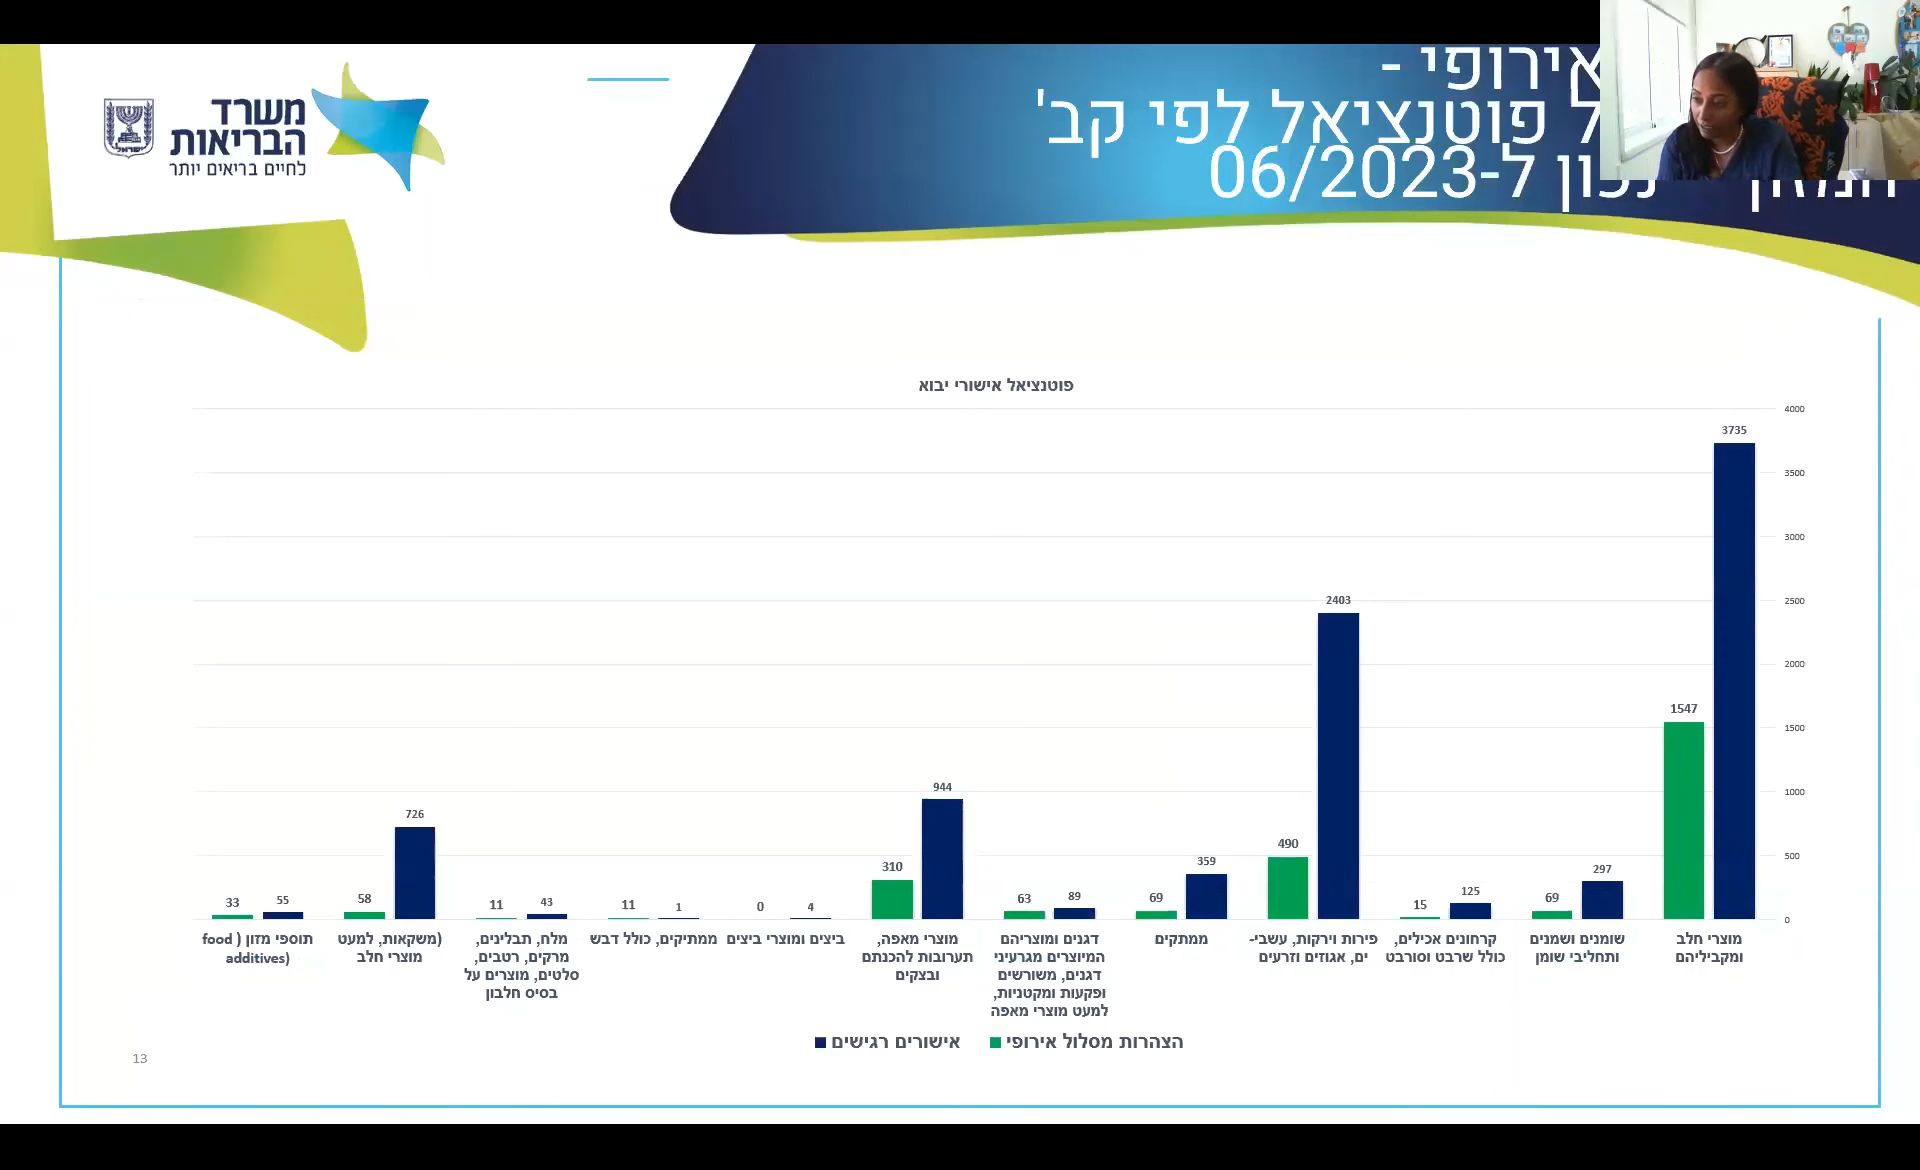 משרד
הבריאות
לחיים בריאים יותר
ישראל
אירופי -
פוטנציאל לפי קב'
ל-06/2023
פוטנציאל אישורי יבוא
4000
3500
3000
2500
2000
1500
1000
500
0
3735
1547
297
69
125
15
2403
490
359
69
89
63
944
310
4
0
1
11
43
11
726
58
55
33
מוצרי חלב
ומקביליהם
שומנים ושמנים
ותחליבי שומן
קרחונים אכילים,
כולל שרבט וסורבט
פירות וירקות, עשבי-
ים, אגוזים וזרעים
ממתקים
דגנים ומוצריהם
המיוצרים מגרעיני
דגנים, משורשים
ופקעות ומקטניות,
למעט מוצרי מאפה
מוצרי מאפה,
תערובות להכנתם
ובצקים
ביצים ומוצרי ביצים
ממתיקים, כולל דבש
מלח, תבלינים,
מרקים, רטבים,
סלטים, מוצרים על
בסיס חלבון
(משקאות, למעט
מוצרי חלב
תוספי מזון ( food
additives)
הצהרות מסלול אירופי
אישורים רגישים
13